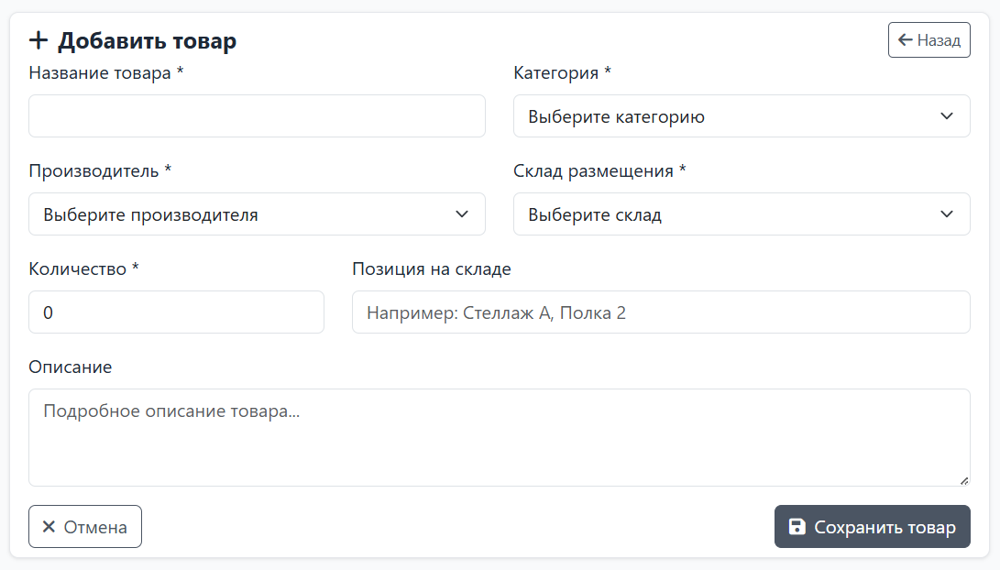 Добавить товар
Назад
Название товара *
Категория *
Выберите категорию
Производитель *
Склад размещения *
Выберите производителя
Выберите склад
Количество *
Позиция на складе
0
Например: Стеллаж А, Полка 2
Описание
Подробное описание товара...
Отмена
Сохранить товар